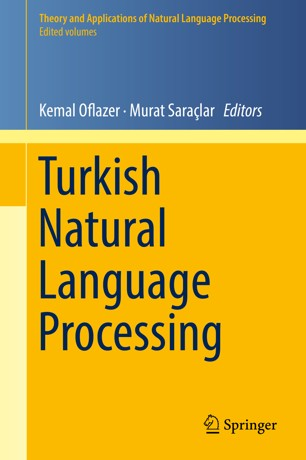 Theory and Applications of Natural Language Processing
Edited volumes
Kemal Oflazer · Murat Saraçlar Editors
Turkish
Natural
Language
Processing
Springer